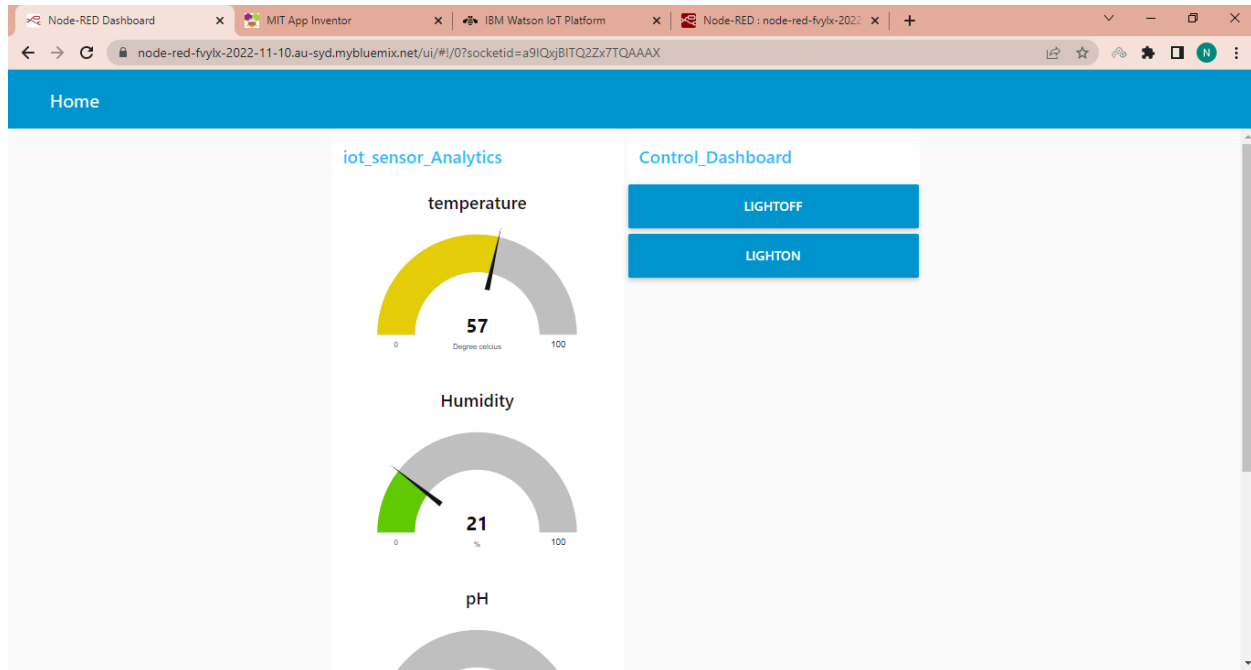 Node-RED Dashboard
MIT App Inventor
IBM Watson IoT Platform
Node-RED : node-red-fvylx-2022
node-red-fvylx-2022-11-10.au-syd.mybluemix.net/ui/#!/0?socketid=a9IQxjBITQ2Zx7TQAAAX
N
Home
iot_sensor_Analytics
temperature
57
Degree celcius
0
100
Humidity
21
%
0
100
pH
Control_Dashboard
LIGHTOFF
LIGHTON